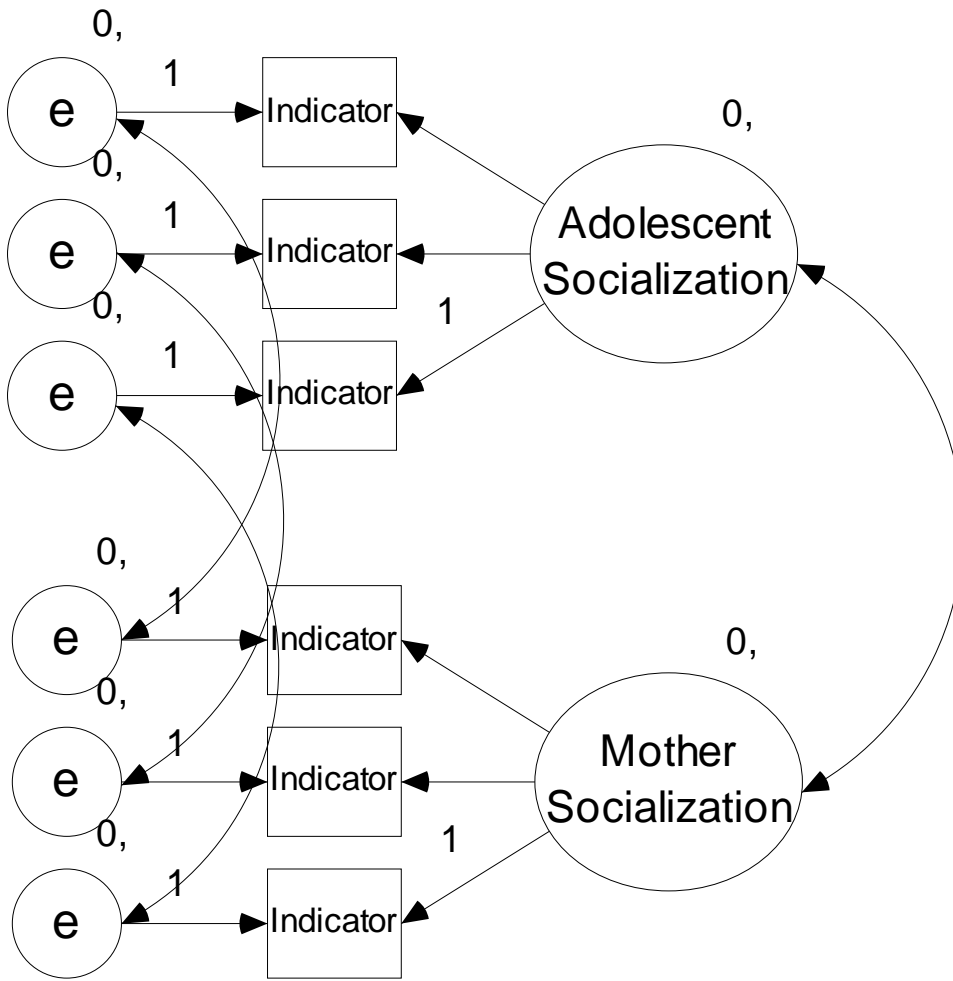 0,
1
e
Indicator
0,
0,
1
e
Indicator
Adolescent
Socialization
0,
1
1
e
Indicator
0,
1
e
Indicator
0,
0,
1
e
Indicator
Mother
Socialization
0,
1
1
e
Indicator